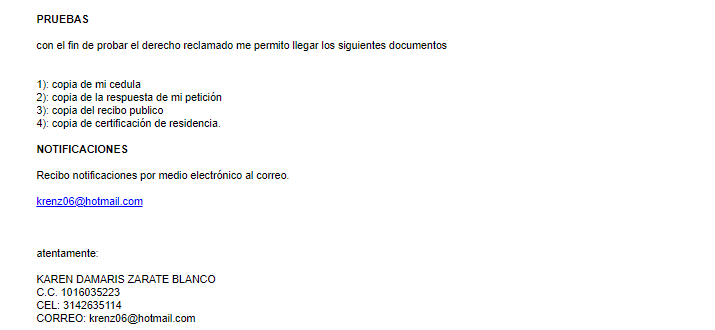 PRUEBAS
con el fin de probar el derecho reclamado me permito llegar los siguientes documentos
1): copia de mi cedula
2): copia de la respuesta de mi petición
3): copia del recibo publico
4): copia de certificación de residencia.
NOTIFICACIONES
Recibo notificaciones por medio electrónico al correo.
krenz06@hotmail.com
atentamente:
KAREN DAMARIS ZARATE BLANCO
C.C. 1016035223
CEL: 3142635114
CORREO: krenz06@hotmail.com